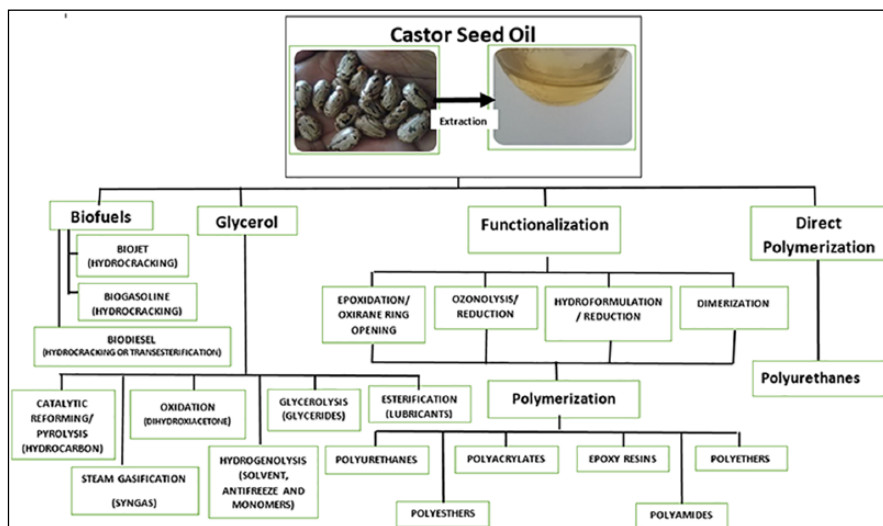 Castor Seed Oil
Extraction
Biofuels
Glycerol
Functionalization
Direct
Polymerization
BIOJET
(HYDROCRACKING)
BIOGASOLINE
(HYDROCRACKING)
BIODIESEL
(HYDROCRACKING OR TRANSESTERIFICATION)
EPOXIDATION/
OXIRANE RING
OPENING
OZONOLYSIS/
REDUCTION
HYDROFORMULATION
/ REDUCTION
DIMERIZATION
Polyurethanes
CATALYTIC
REFORMING/
PYROLYSIS
(HYDROCARBON)
OXIDATION
(DIHYDROXIACETONE)
GLYCEROLYSIS
(GLYCERIDES)
ESTERIFICATION
(LUBRICANTS)
STEAM GASIFICATION
(SYNGAS)
HYDROGENOLYSIS
(SOLVENT,
ANTIFREEZE AND
MONOMERS)
Polymerization
POLYURETHANES
POLYACRYLATES
EPOXY RESINS
POLYETHERS
POLYESTHERS
POLYAMIDES